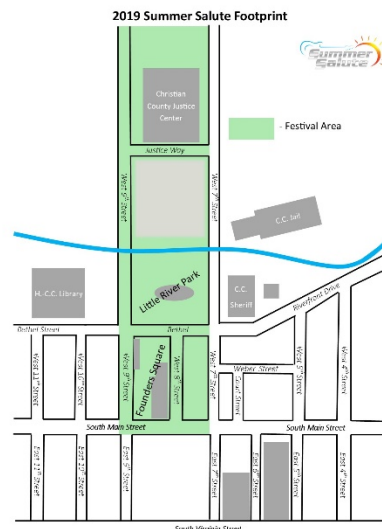 2019 Summer Salute Footprint
Summer
Salute
Christian
County Justice
Center
- Festival Area
Justice Way
West 9th Street
West 7th Street
C.C. Jail
H.-C.C. Library
Little River Park
C.C.
Sheriff
Riverfront Drive
Bethel Street
Bethel
West 11th Street
West 10th Street
West 9th Street
Founders Square
West 8th Street
West 7th Street
Weber Street
West 5th Street
West 4th Street
South Main Street
South Main Street
East 11th Street
East 10th Street
East 9th Street
East 7th Street
East 6th Street
East 5th Street
East 4th Street
South Virginia Street